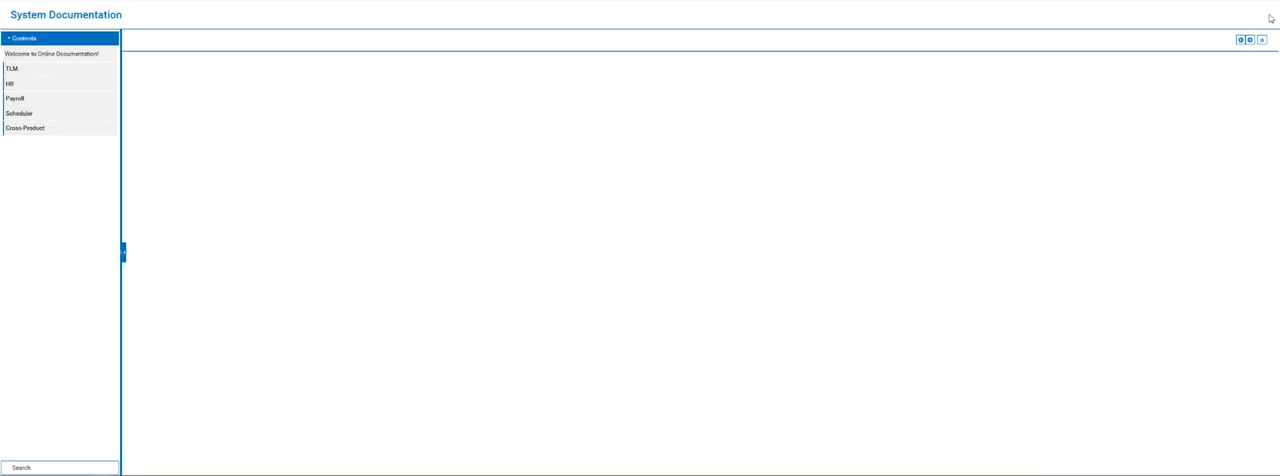 System Documentation
Contents
Welcome to Online Documentation!
TLM
HR
Payroll
Scheduler
Cross-Product
Search